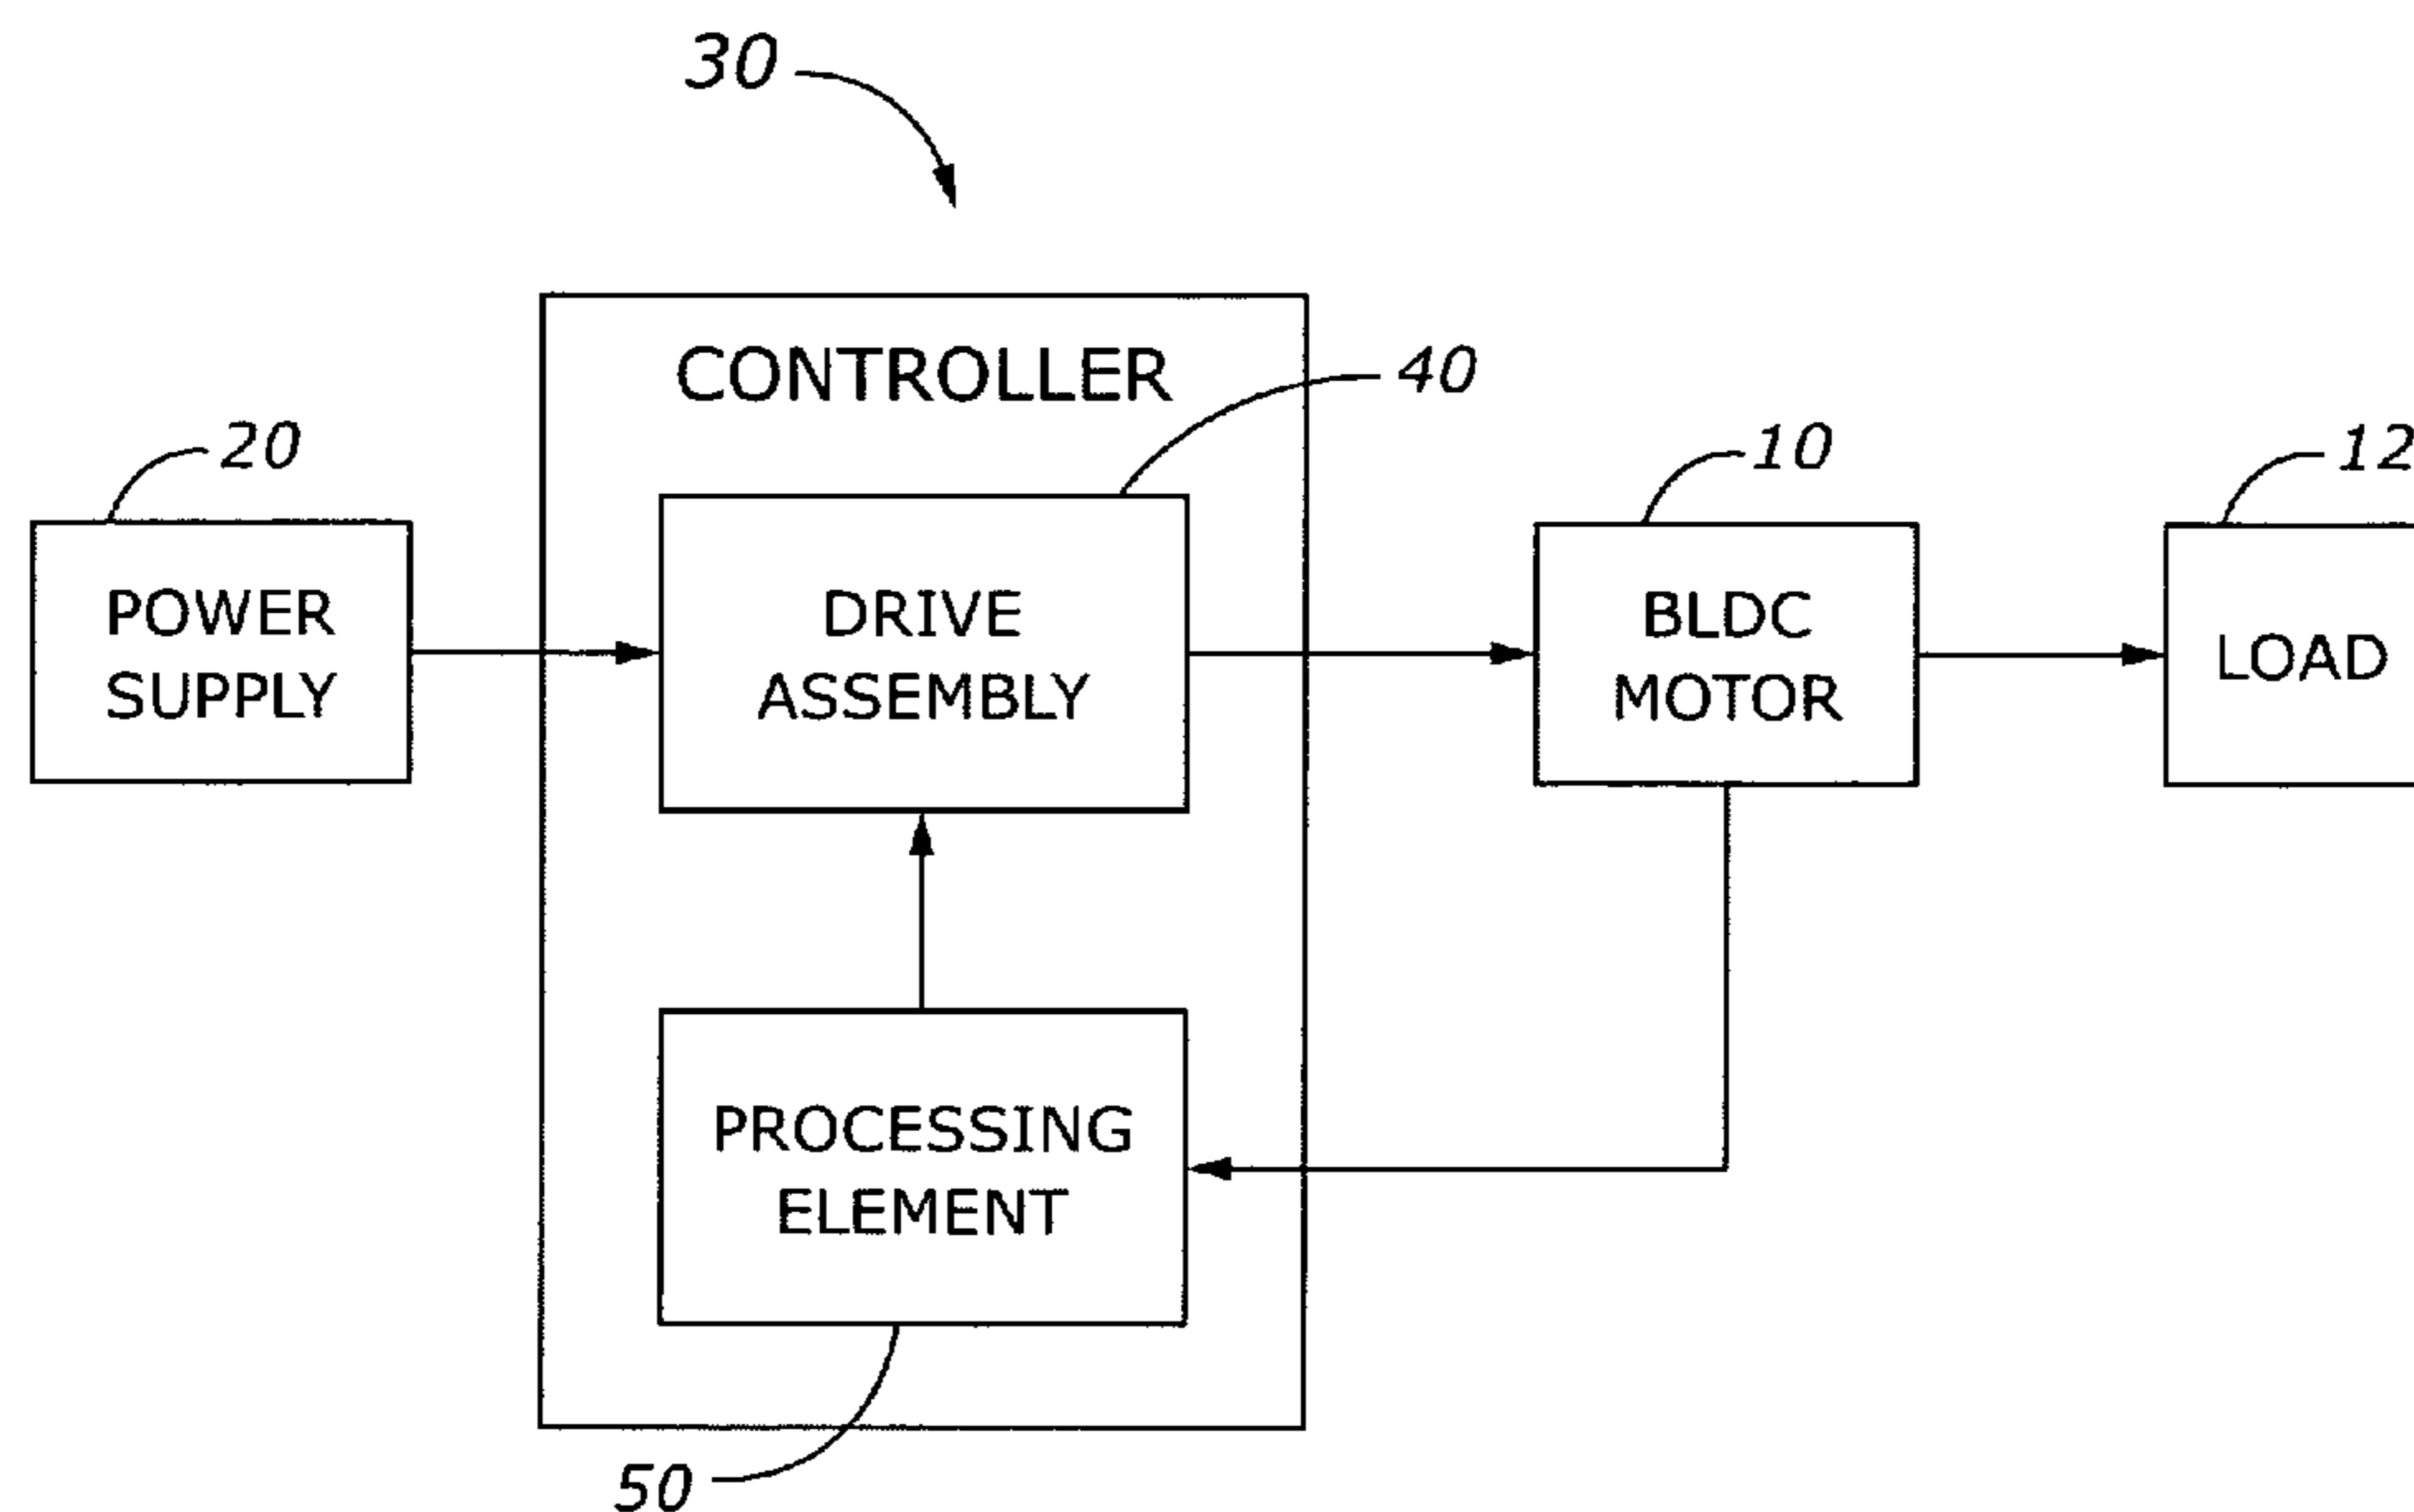 30
CONTROLLER
40
20
10
12
POWER
SUPPLY
DRIVE
ASSEMBLY
BLDC
MOTOR
LOAD
PROCESSING
ELEMENT
50